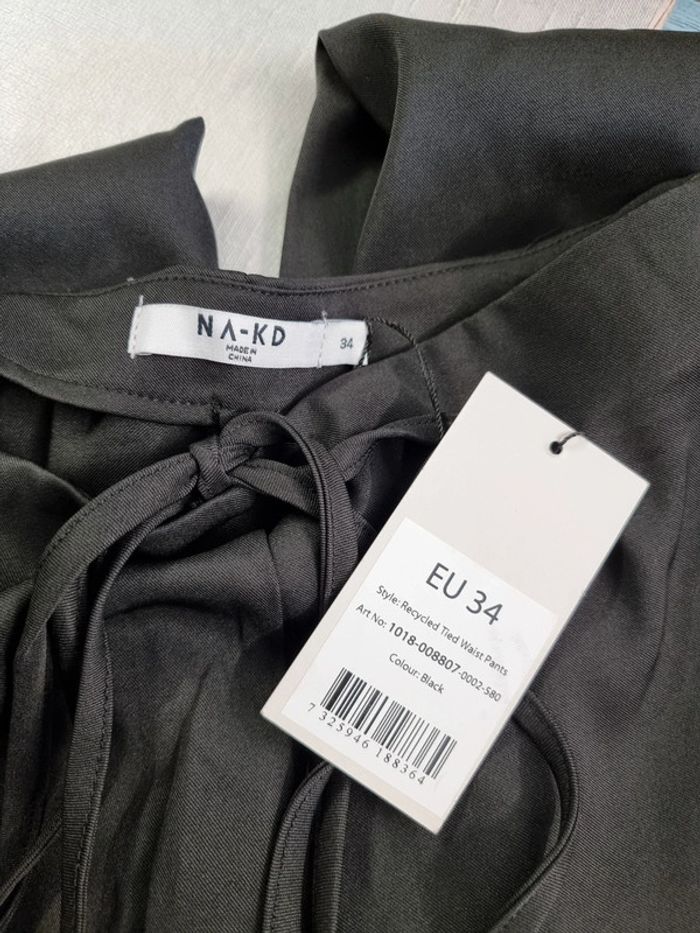 NA-KD
MADE IN
CHINA
34
EU 34
Style: Recycled Tied Waist Pants
Art No: 1018-008807-0002-580
Colour: Black
7 325946 188364